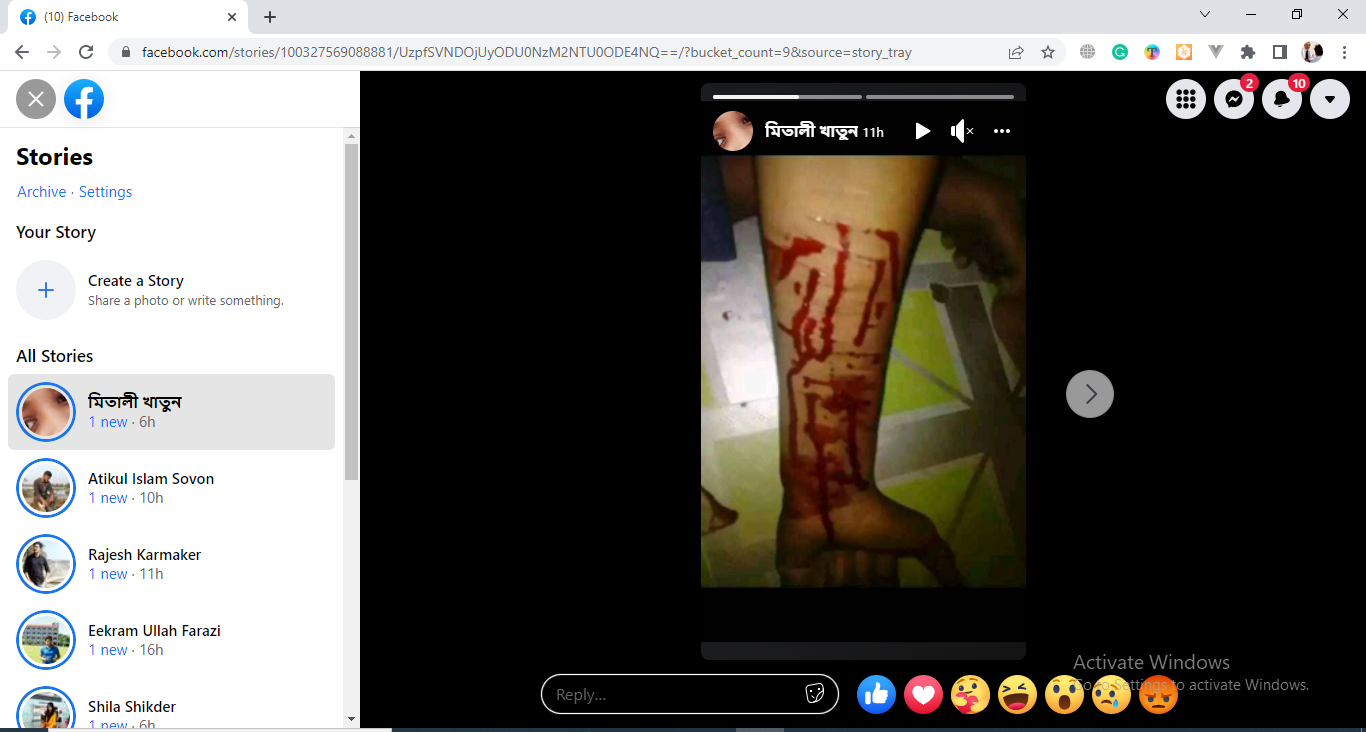 (10) Facebook
facebook.com/stories/100327569088881/UzpfSVNDOjUyODU0NzM2NTU0ODE4NQ==/?bucket_count=9&source=story_tray
2
10
Stories
Archive · Settings
Your Story
Create a Story
Share a photo or write something.
All Stories
মিতালী খাতুন
1 new · 6h
Atikul Islam Sovon
1 new · 10h
Rajesh Karmaker
1 new · 11h
Eekram Ullah Farazi
1 new · 16h
Shila Shikder
1 new · 6h
মিতালী খাতুন 11h
Reply...
Activate Windows
Go to Settings to activate Windows.